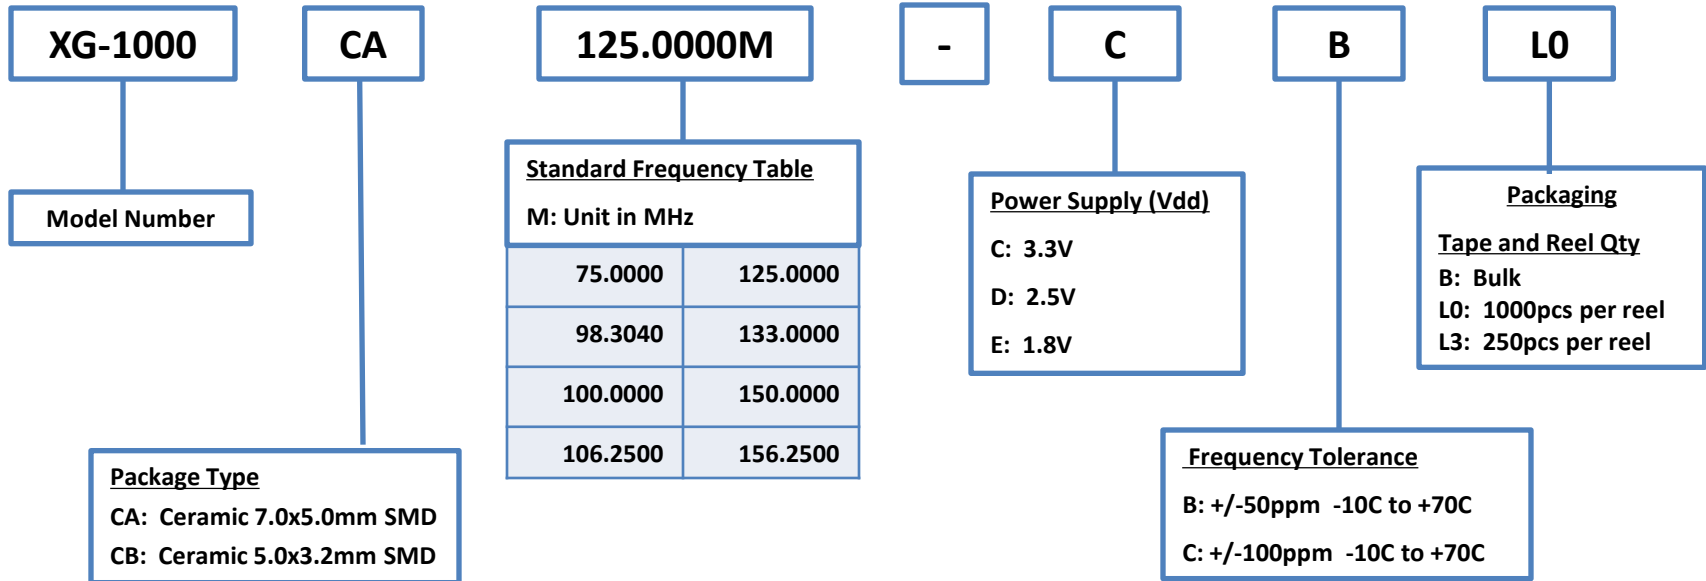 XG-1000 CA 125.0000M - C B L0
Model Number
Standard Frequency Table
M: Unit in MHz
75.0000 125.0000
98.3040 133.0000
100.0000 150.0000
106.2500 156.2500
Power Supply (Vdd)
C: 3.3V
D: 2.5V
E: 1.8V
Packaging
Tape and Reel Qty
B: Bulk
L0: 1000pcs per reel
L3: 250pcs per reel
Package Type
CA: Ceramic 7.0x5.0mm SMD
CB: Ceramic 5.0x3.2mm SMD
Frequency Tolerance
B: +/-50ppm -10C to +70C
C: +/-100ppm -10C to +70C